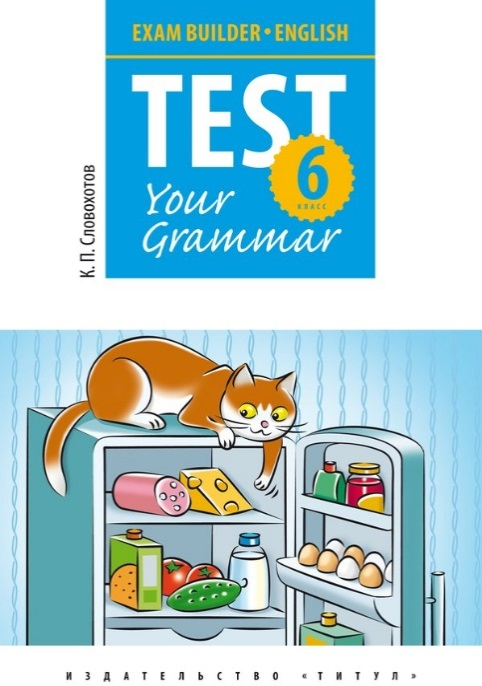 EXAM BUILDER • ENGLISH
TEST
6
КЛАСС
Your
Grammar
К. П. Словохотов
ИЗДАТЕЛЬСТВО «ТИТУЛ»